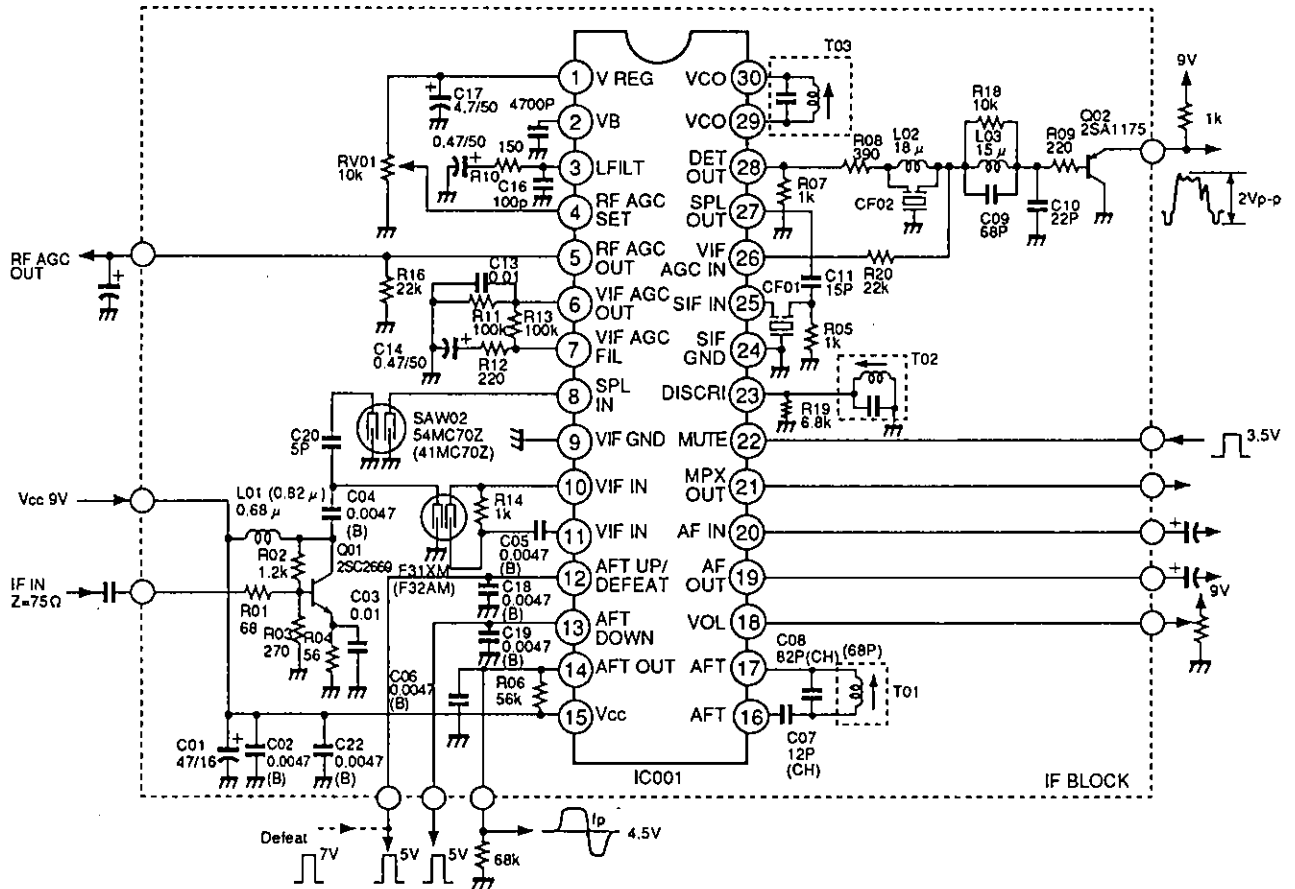 T03
1 V REG
VCO 30
C17
4.7/50
4700P
2 VB
VCO 29
0.47/50
150
R10
3 LFILT
DET OUT 28
C16
100p
RV01
10k
4 RF AGC SET
SPL OUT 27
R08
390
L02
18μ
R07
1k
CF02
R18
10k
L03
15μ
C09
68P
R09
220
C10
22P
Q02
2SA1175
9V
1k
2Vp-p
RF AGC OUT
5 RF AGC OUT
VIF AGC IN 26
R16
22k
C13
0.01
R20
22k
C11
15P
CF01
6 VIF AGC OUT
SIF IN 25
R11
100k
R13
100k
R05
1k
7 VIF AGC FIL
SIF GND 24
C14
0.47/50
R12
220
8 SPL IN
DISCRI 23
T02
R19
6.8k
SAW02
54MC70Z
(41MC70Z)
C20
5P
9 VIF GND
MUTE 22
3.5V
10 VIF IN
MPX OUT 21
Vcc 9V
L01 (0.82μ)
0.68μ
C04
0.0047
(B)
R14
1k
11 VIF IN
AF IN 20
C05
0.0047
(B)
R02
1.2k
Q01
2SC2669
F31XM
(F32AM)
12 AFT UP/DEFEAT
AF OUT 19
IF IN
Z=75Ω
R01
68
R03
270
R04
56
C03
0.01
C18
0.0047
(B)
9V
13 AFT DOWN
VOL 18
C19
0.0047
(B)
C08
82P(CH)
(68P)
C06
0.0047
(B)
R06
56k
14 AFT OUT
AFT 17
T01
15 Vcc
AFT 16
C07
12P
(CH)
C01
47/16
C02
0.0047
(B)
C22
0.0047
(B)
IC001
IF BLOCK
Defeat
7V
5V
5V
68k
fp
4.5V